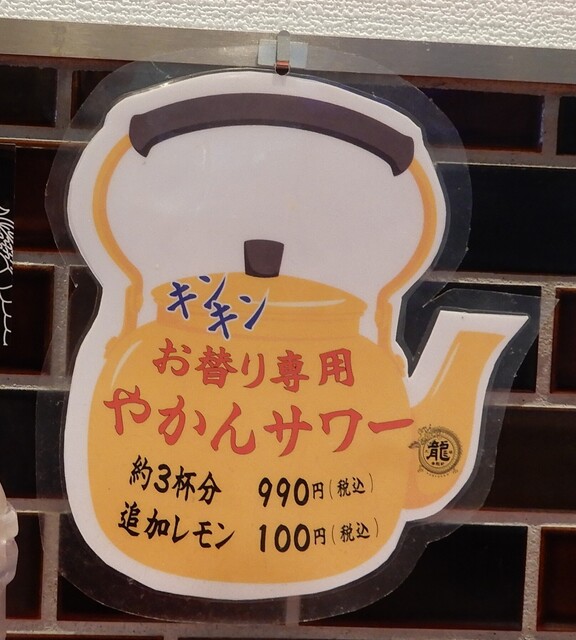 キンキン
お替り専用
やかんサワー
約3杯分 990円(税込)
追加レモン 100円(税込)
龍